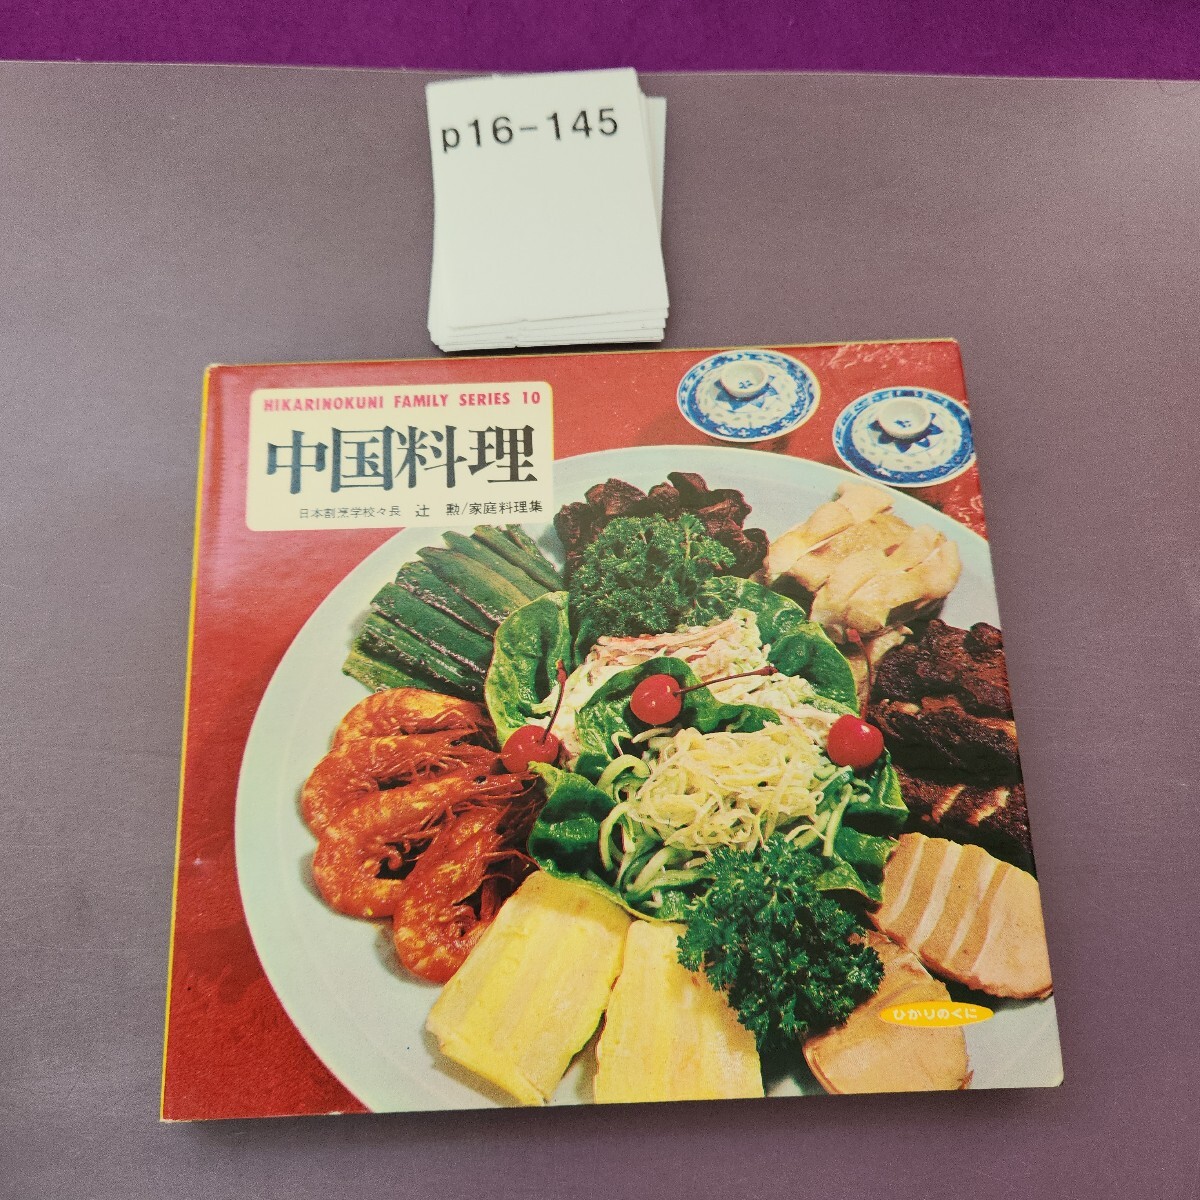 p16-145
HIKARINOKUNI FAMILY SERIES 10
中国料理
日本割烹学校々長 辻 勲/家庭料理集
ひかりのくに